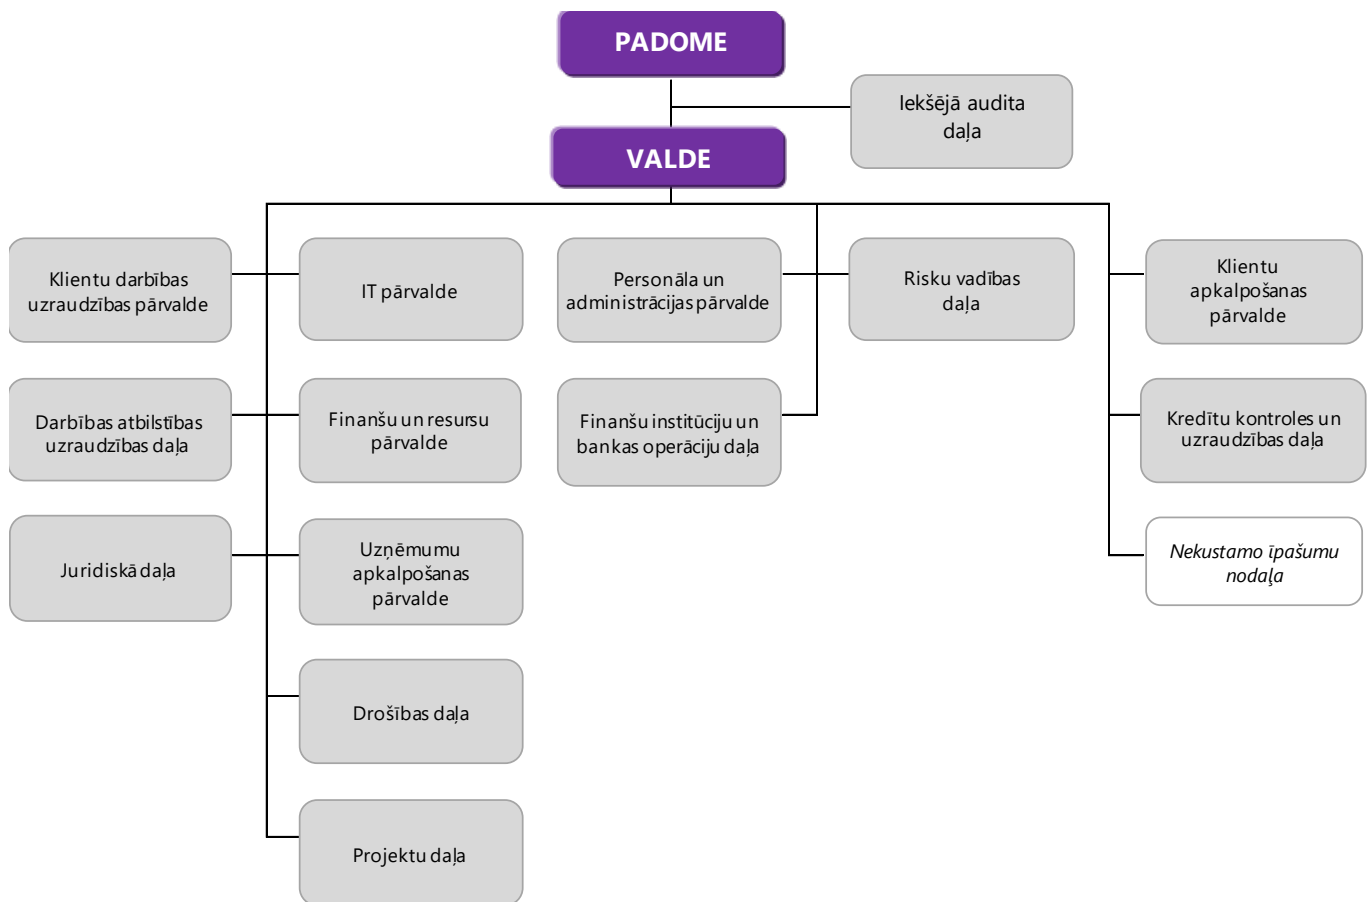 PADOME
Iekšējā audita
daļa
VALDE
Klientu darbības
uzraudzības pārvalde
IT pārvalde
Personāla un
administrācijas pārvalde
Risku vadības
daļa
Klientu
apkalpošanas
pārvalde
Darbības atbilstības
uzraudzības daļa
Finanšu un resursu
pārvalde
Finanšu institūciju un
bankas operāciju daļa
Kredītu kontroles un
uzraudzības daļa
Juridiskā daļa
Uzņēmumu
apkalpošanas
pārvalde
Nekustamo īpašumu
nodaļa
Drošības daļa
Projektu daļa